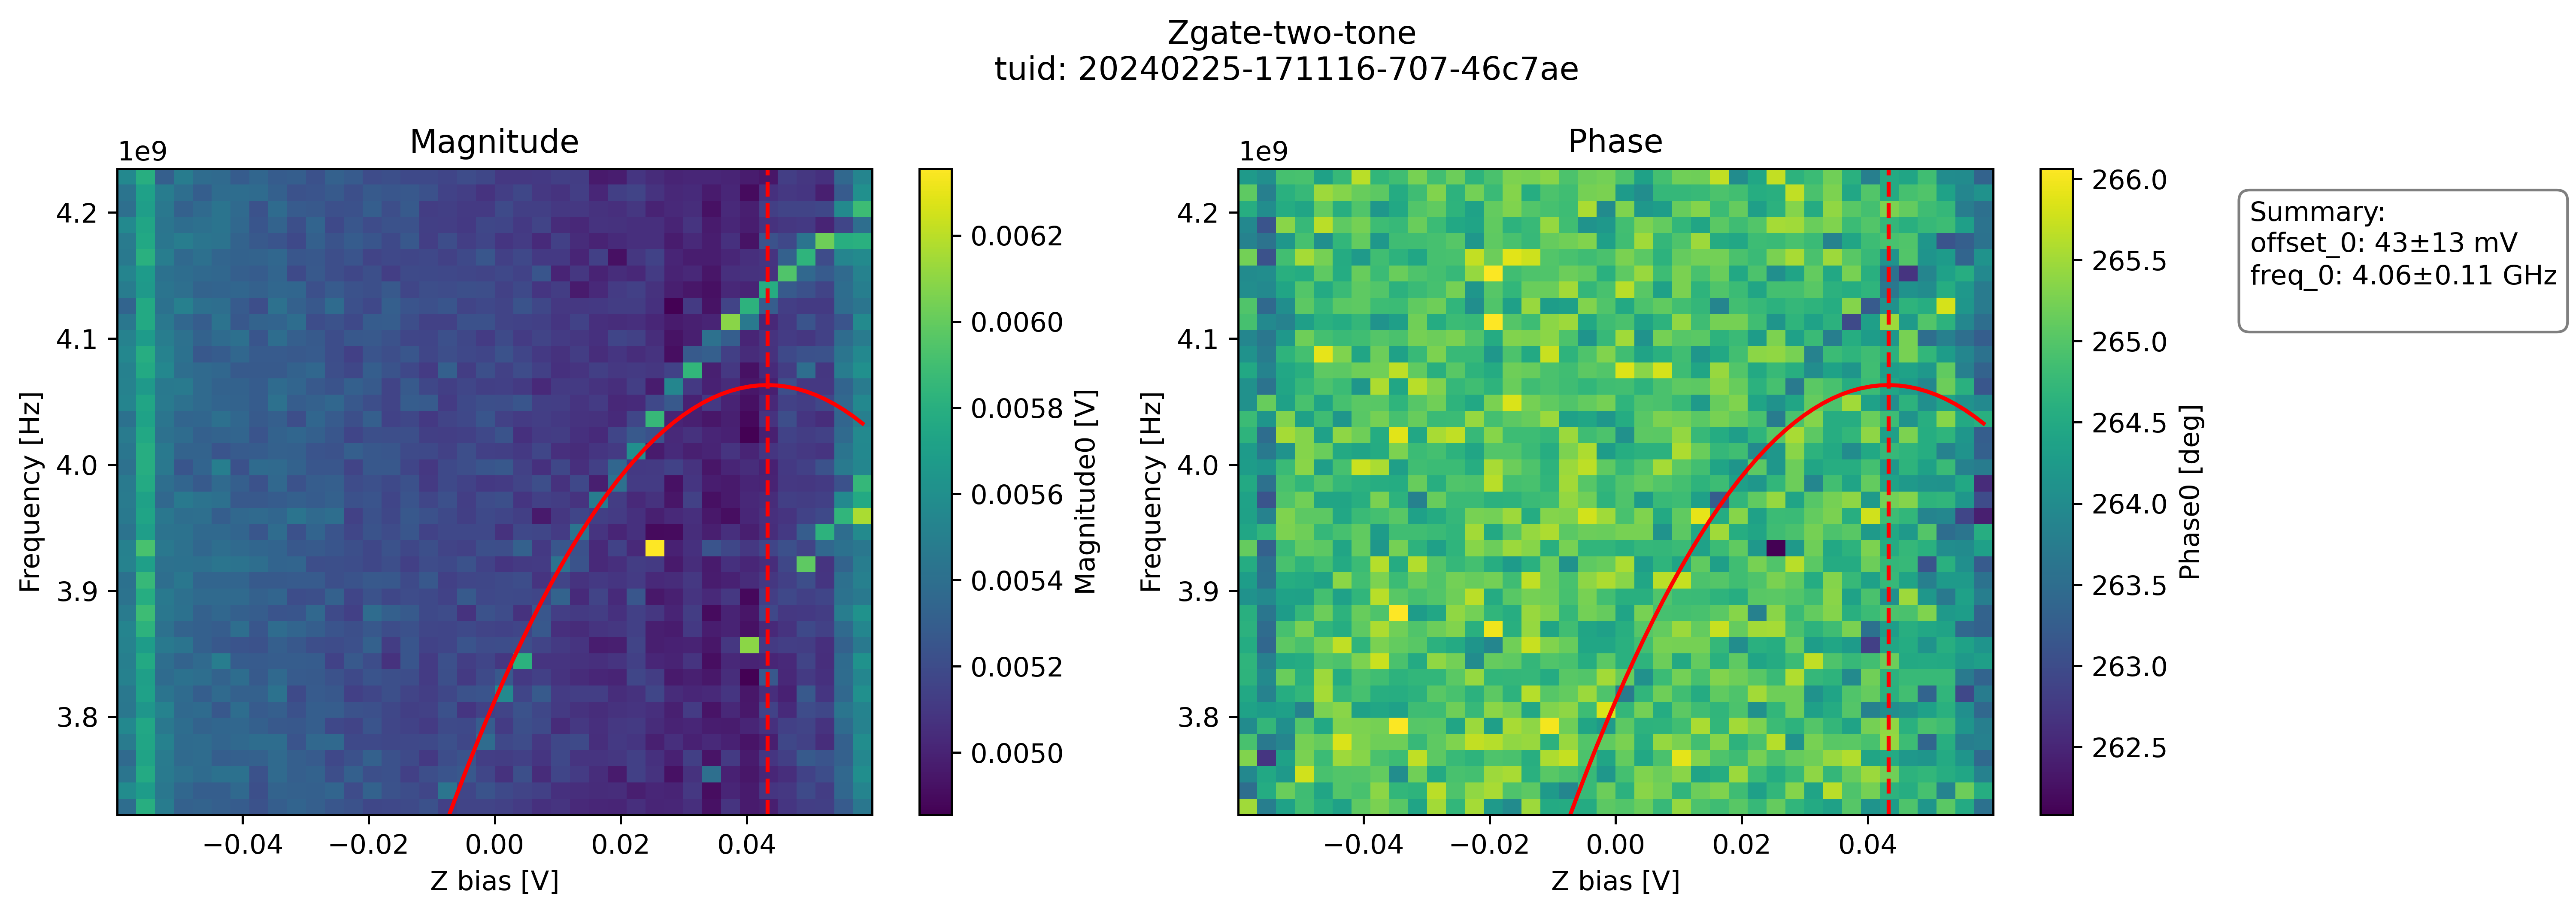 Zgate-two-tone
tuid: 20240225-171116-707-46c7ae
Magnitude
1e9
4.2
4.1
4.0
3.9
3.8
Frequency [Hz]
−0.04
−0.02
0.00
0.02
0.04
Z bias [V]
0.0062
0.0060
0.0058
0.0056
0.0054
0.0052
0.0050
Magnitude0 [V]
Phase
1e9
4.2
4.1
4.0
3.9
3.8
Frequency [Hz]
−0.04
−0.02
0.00
0.02
0.04
Z bias [V]
266.0
265.5
265.0
264.5
264.0
263.5
263.0
262.5
Phase0 [deg]
Summary:
offset_0: 43±13 mV
freq_0: 4.06±0.11 GHz